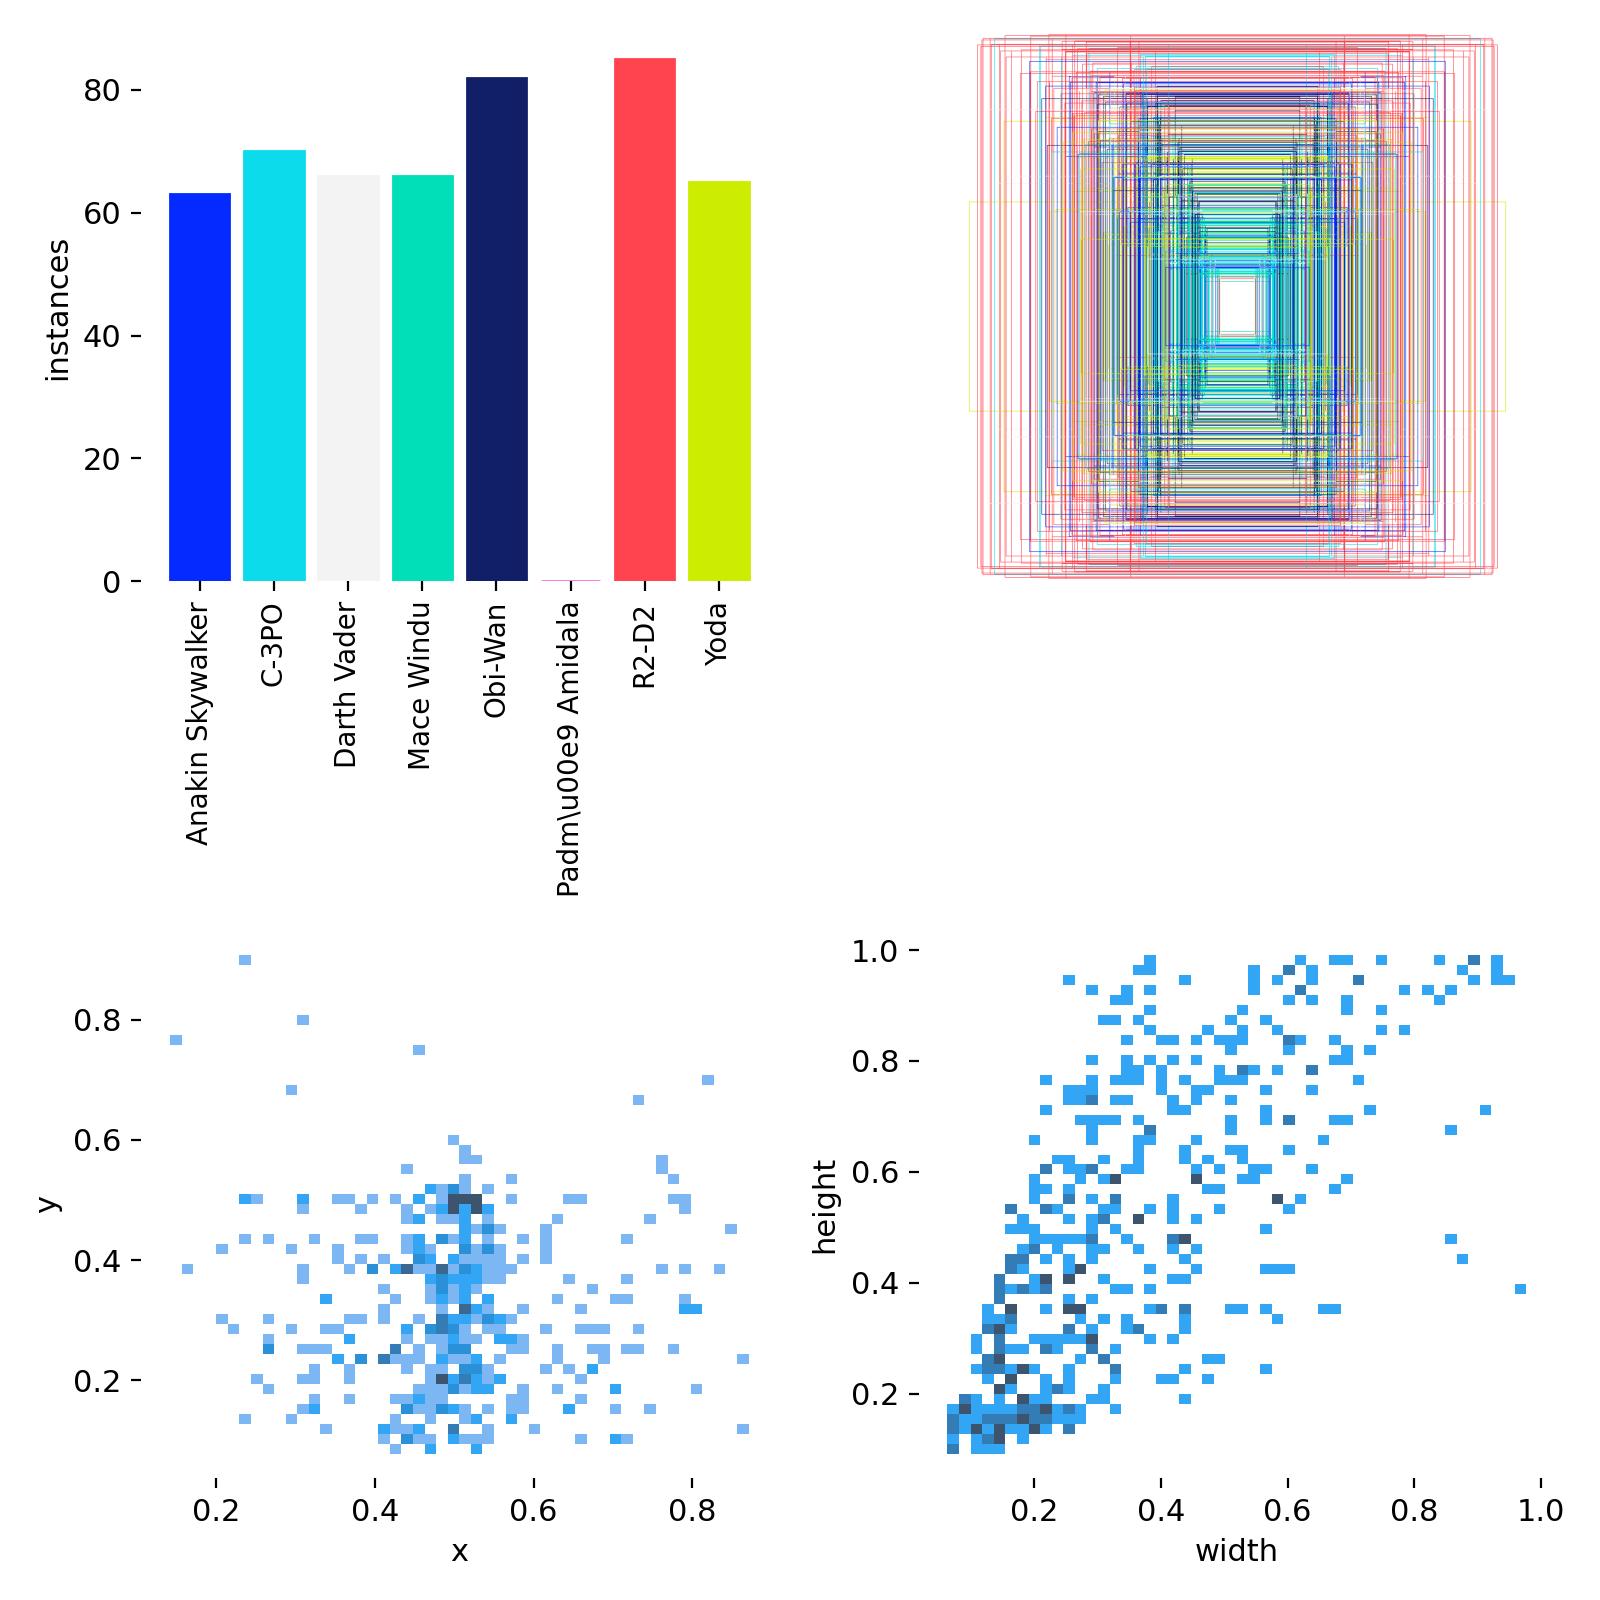 80
60
40
20
0
instances
Anakin Skywalker
C-3PO
Darth Vader
Mace Windu
Obi-Wan
Padm\u00e9 Amidala
R2-D2
Yoda
0.8
0.6
0.4
0.2
y
0.2 0.4 0.6 0.8
x
1.0
0.8
0.6
0.4
0.2
height
0.2 0.4 0.6 0.8 1.0
width